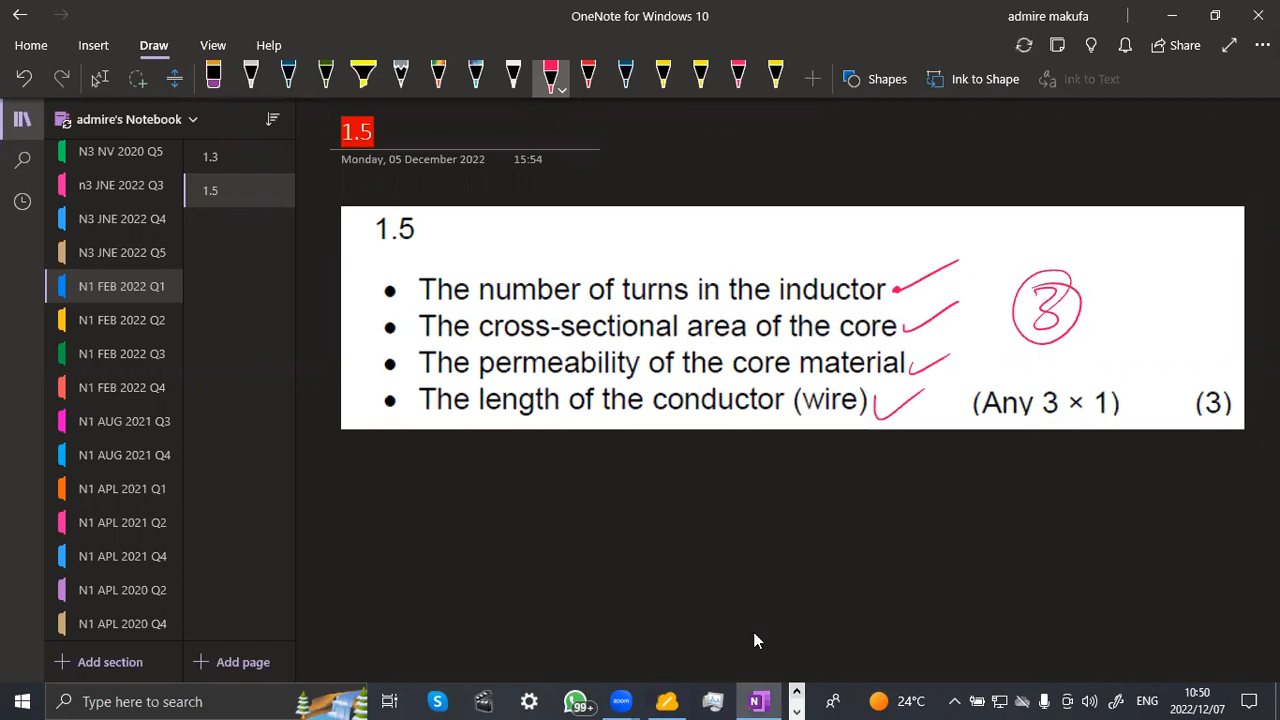 OneNote for Windows 10
admire makufa
Home
Insert
Draw
View
Help
Share
Shapes
Ink to Shape
Ink to Text
admire's Notebook
N3 NV 2020 Q5
n3 JNE 2022 Q3
N3 JNE 2022 Q4
N3 JNE 2022 Q5
N1 FEB 2022 Q1
N1 FEB 2022 Q2
N1 FEB 2022 Q3
N1 FEB 2022 Q4
N1 AUG 2021 Q3
N1 AUG 2021 Q4
N1 APL 2021 Q1
N1 APL 2021 Q2
N1 APL 2021 Q4
N1 APL 2020 Q2
N1 APL 2020 Q4
Add section
1.3
1.5
Add page
1.5
Monday, 05 December 2022 15:54
1.5
• The number of turns in the inductor
• The cross-sectional area of the core
• The permeability of the core material
• The length of the conductor (wire) (Any 3 × 1) (3)
3
Type here to search
99+
zoom
24°C
ENG
10:50
2022/12/07